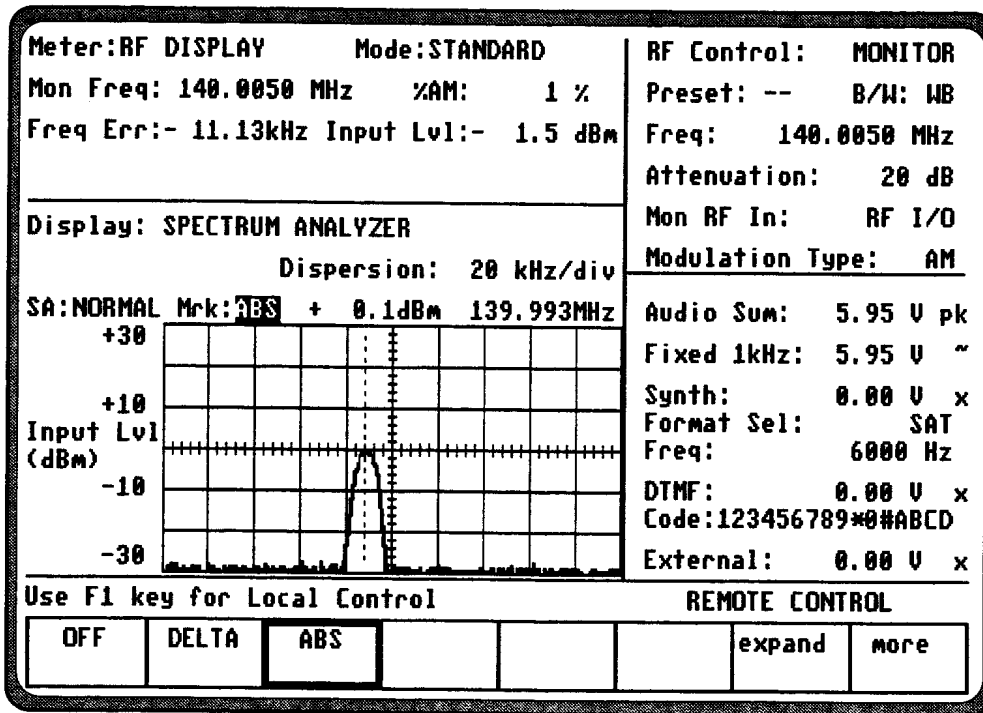 Meter:RF DISPLAY Mode:STANDARD
Mon Freq: 140.0050 MHz %AM: 1 %
Freq Err:- 11.13kHz Input Lvl:- 1.5 dBm
Display: SPECTRUM ANALYZER
Dispersion: 20 kHz/div
SA:NORMAL Mrk:ABS + 0.1dBm 139.993MHz
+30
+10
Input Lvl
(dBm)
-10
-30
RF Control: MONITOR
Preset: -- B/W: WB
Freq: 140.0050 MHz
Attenuation: 20 dB
Mon RF In: RF I/O
Modulation Type: AM
Audio Sum: 5.95 V pk
Fixed 1kHz: 5.95 V ~
Synth: 0.00 V x
Format Sel: SAT
Freq: 6000 Hz
DTMF: 0.00 V x
Code:123456789*0#ABCD
External: 0.00 V x
Use F1 key for Local Control REMOTE CONTROL
OFF DELTA ABS expand more